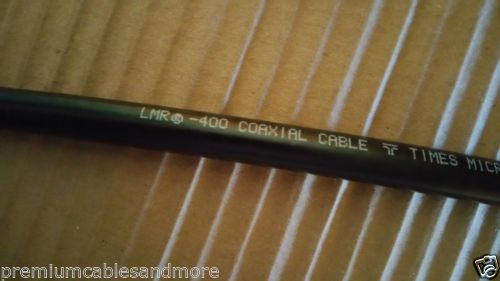 LMR®-400 COAXIAL CABLE TIMES MICR
premiumcablesandmore